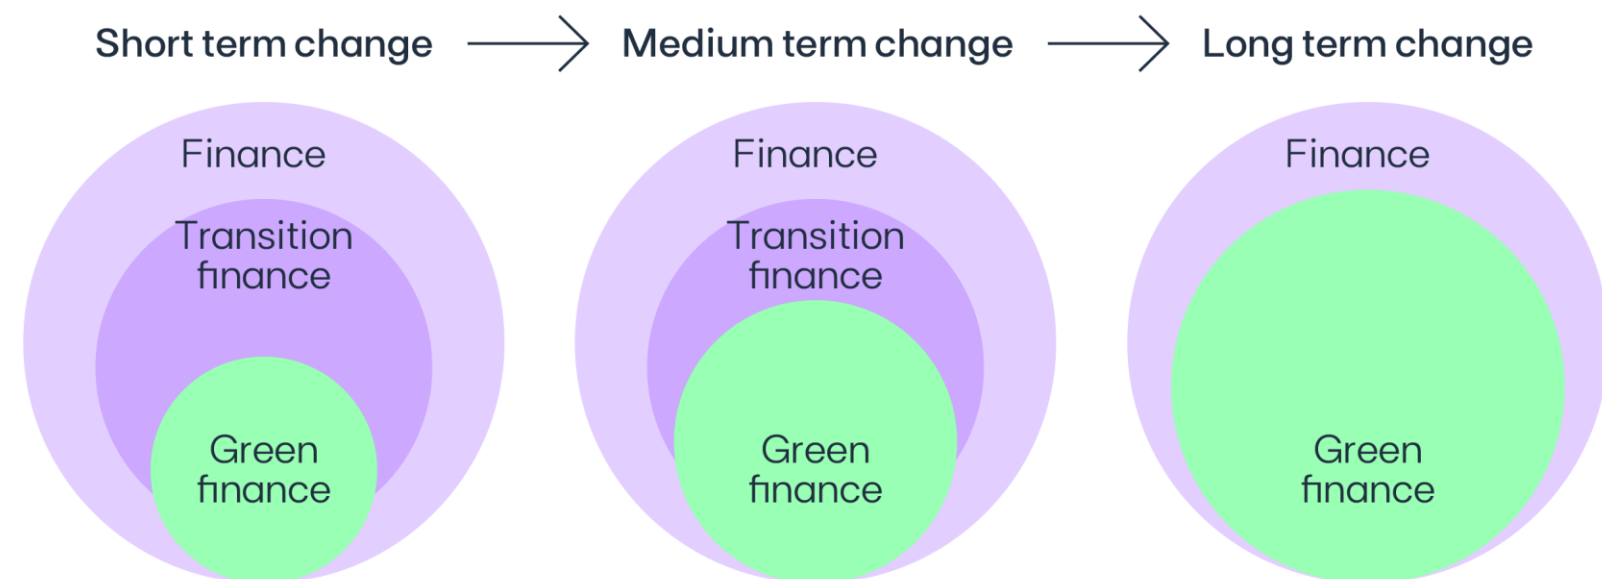 Short term change
Medium term change
Long term change
Finance
Transition
finance
Green
finance
Finance
Transition
finance
Green
finance
Finance
Green
finance